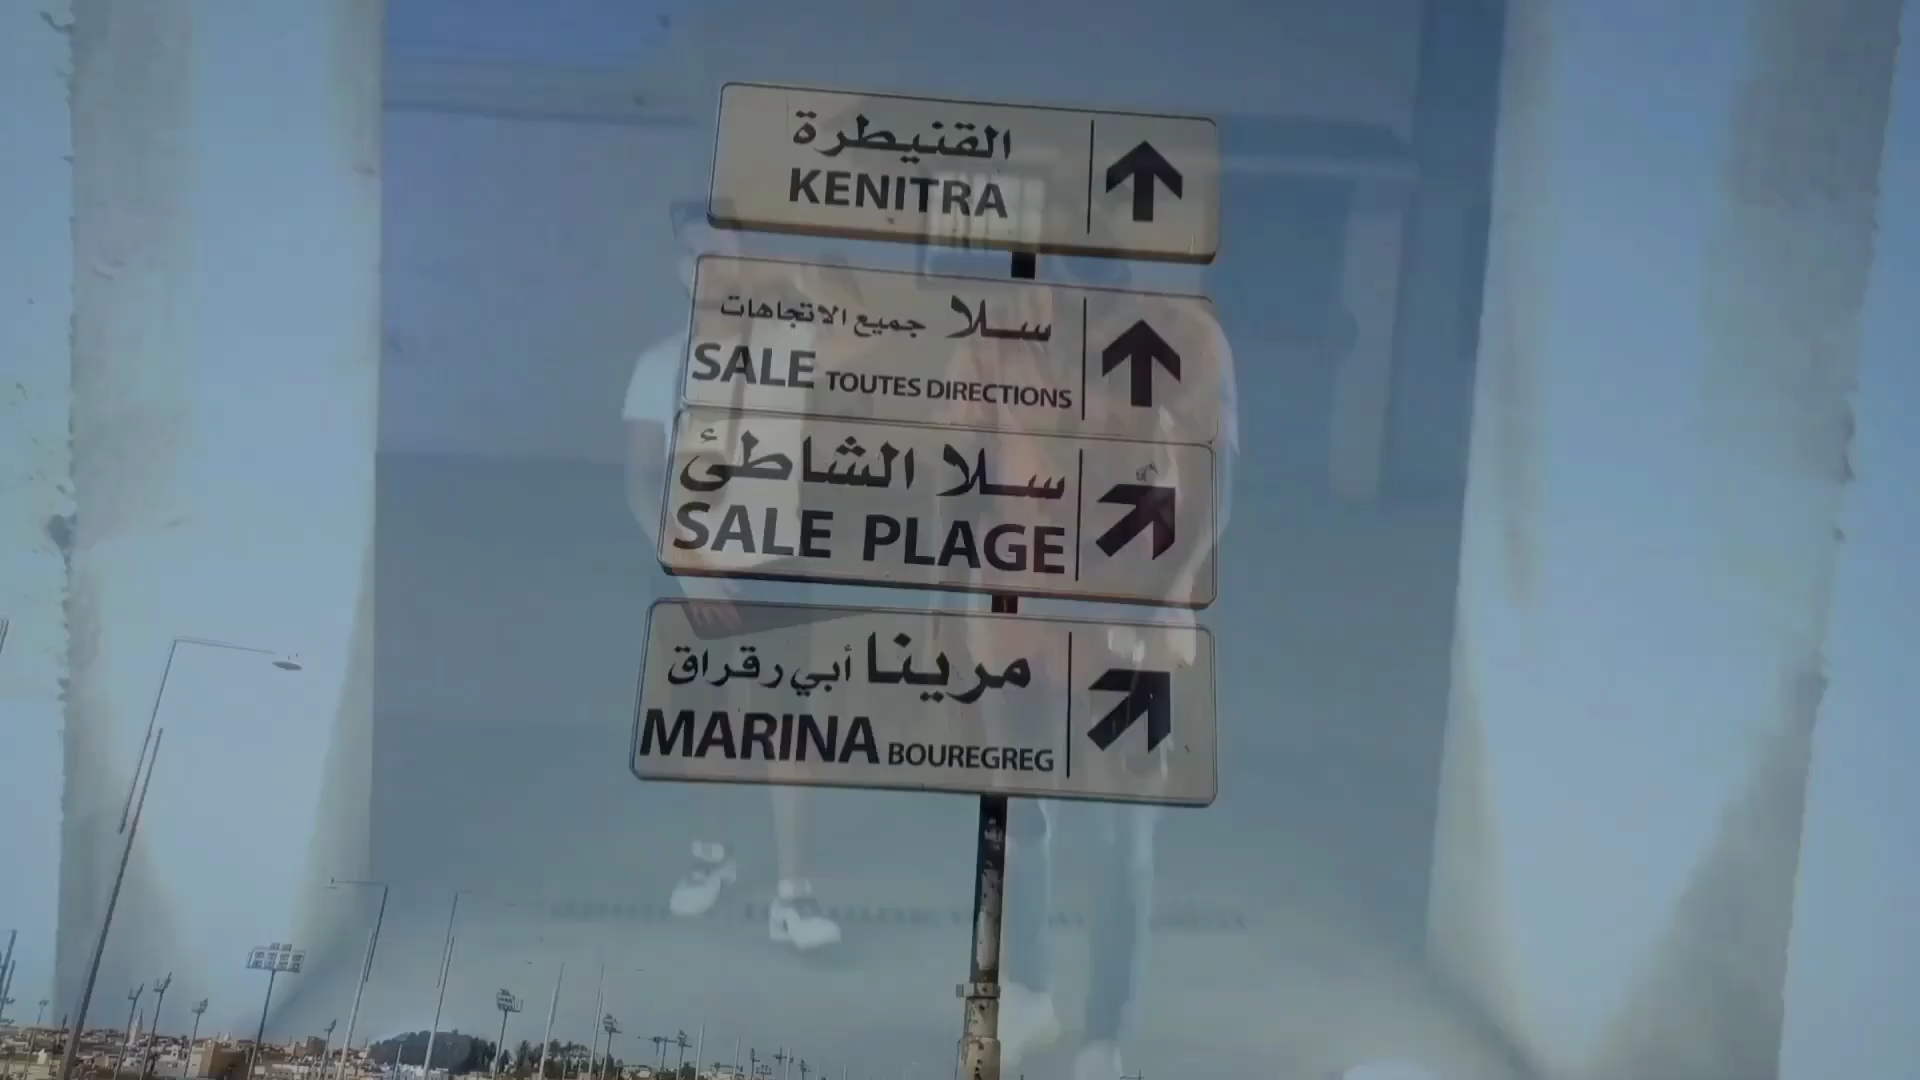 القنيطرة
KENITRA
سلا جميع الاتجاهات
SALE TOUTES DIRECTIONS
سلا الشاطئ
SALE PLAGE
مرينا أبي رقراق
MARINA BOUREGREG